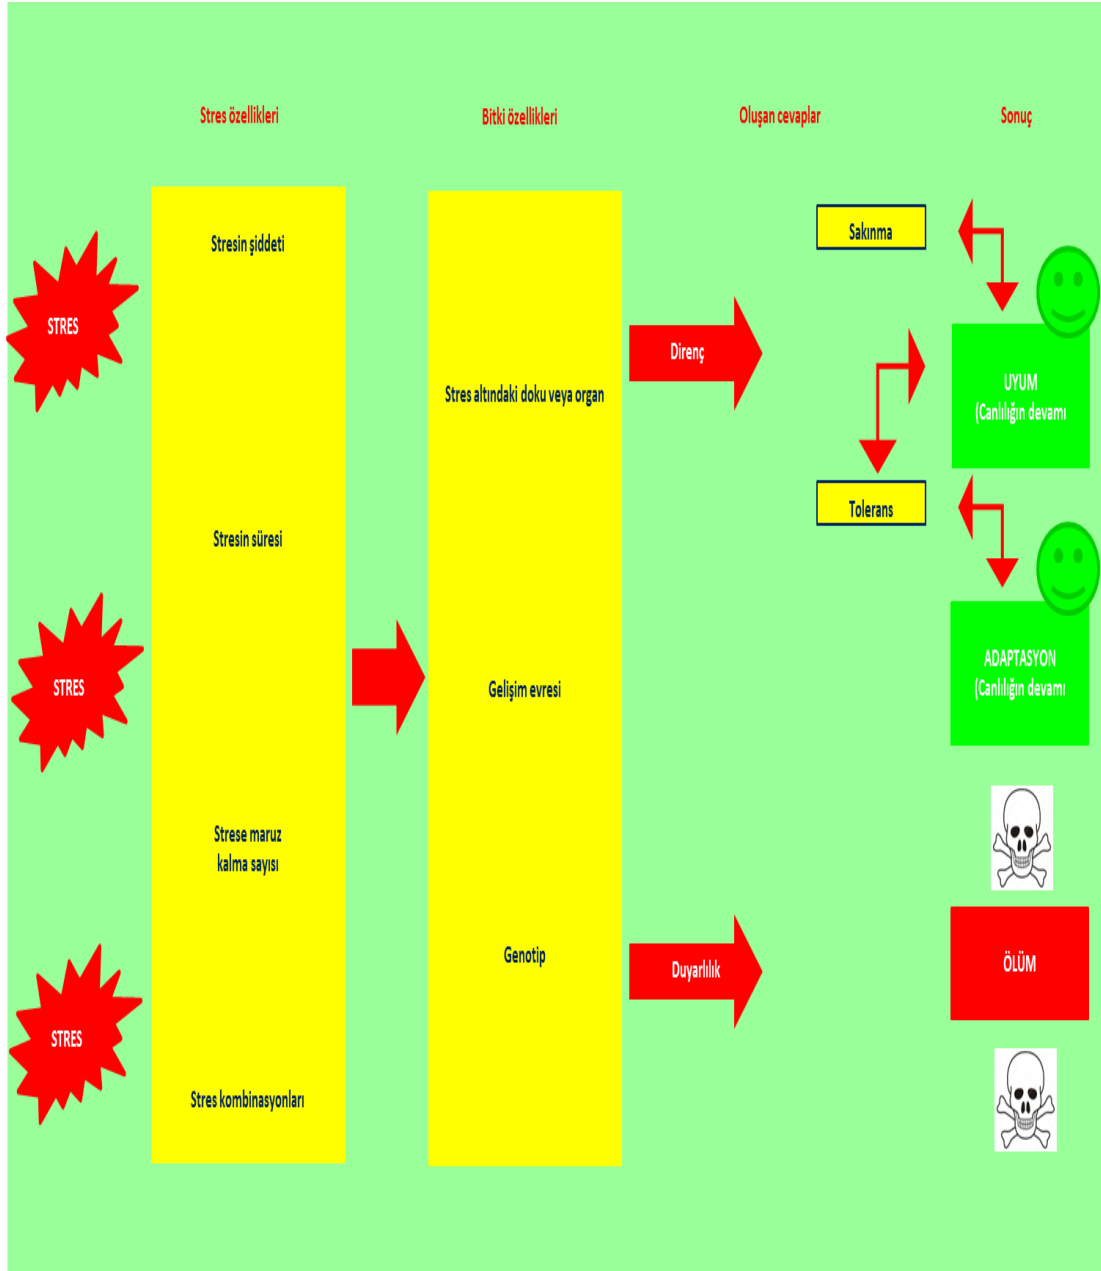 Stres özellikleri
Bitki özellikleri
Oluşan cevaplar
Sonuç
STRES
STRES
STRES
Stresin şiddeti
Stresin süresi
Strese maruz
kalma sayısı
Stres kombinasyonları
Stres altındaki doku veya organ
Gelişim evresi
Genotip
Direnç
Duyarlılık
Sakınma
Tolerans
UYUM
(Canlılığın devamı
ADAPTASYON
(Canlılığın devamı
ÖLÜM